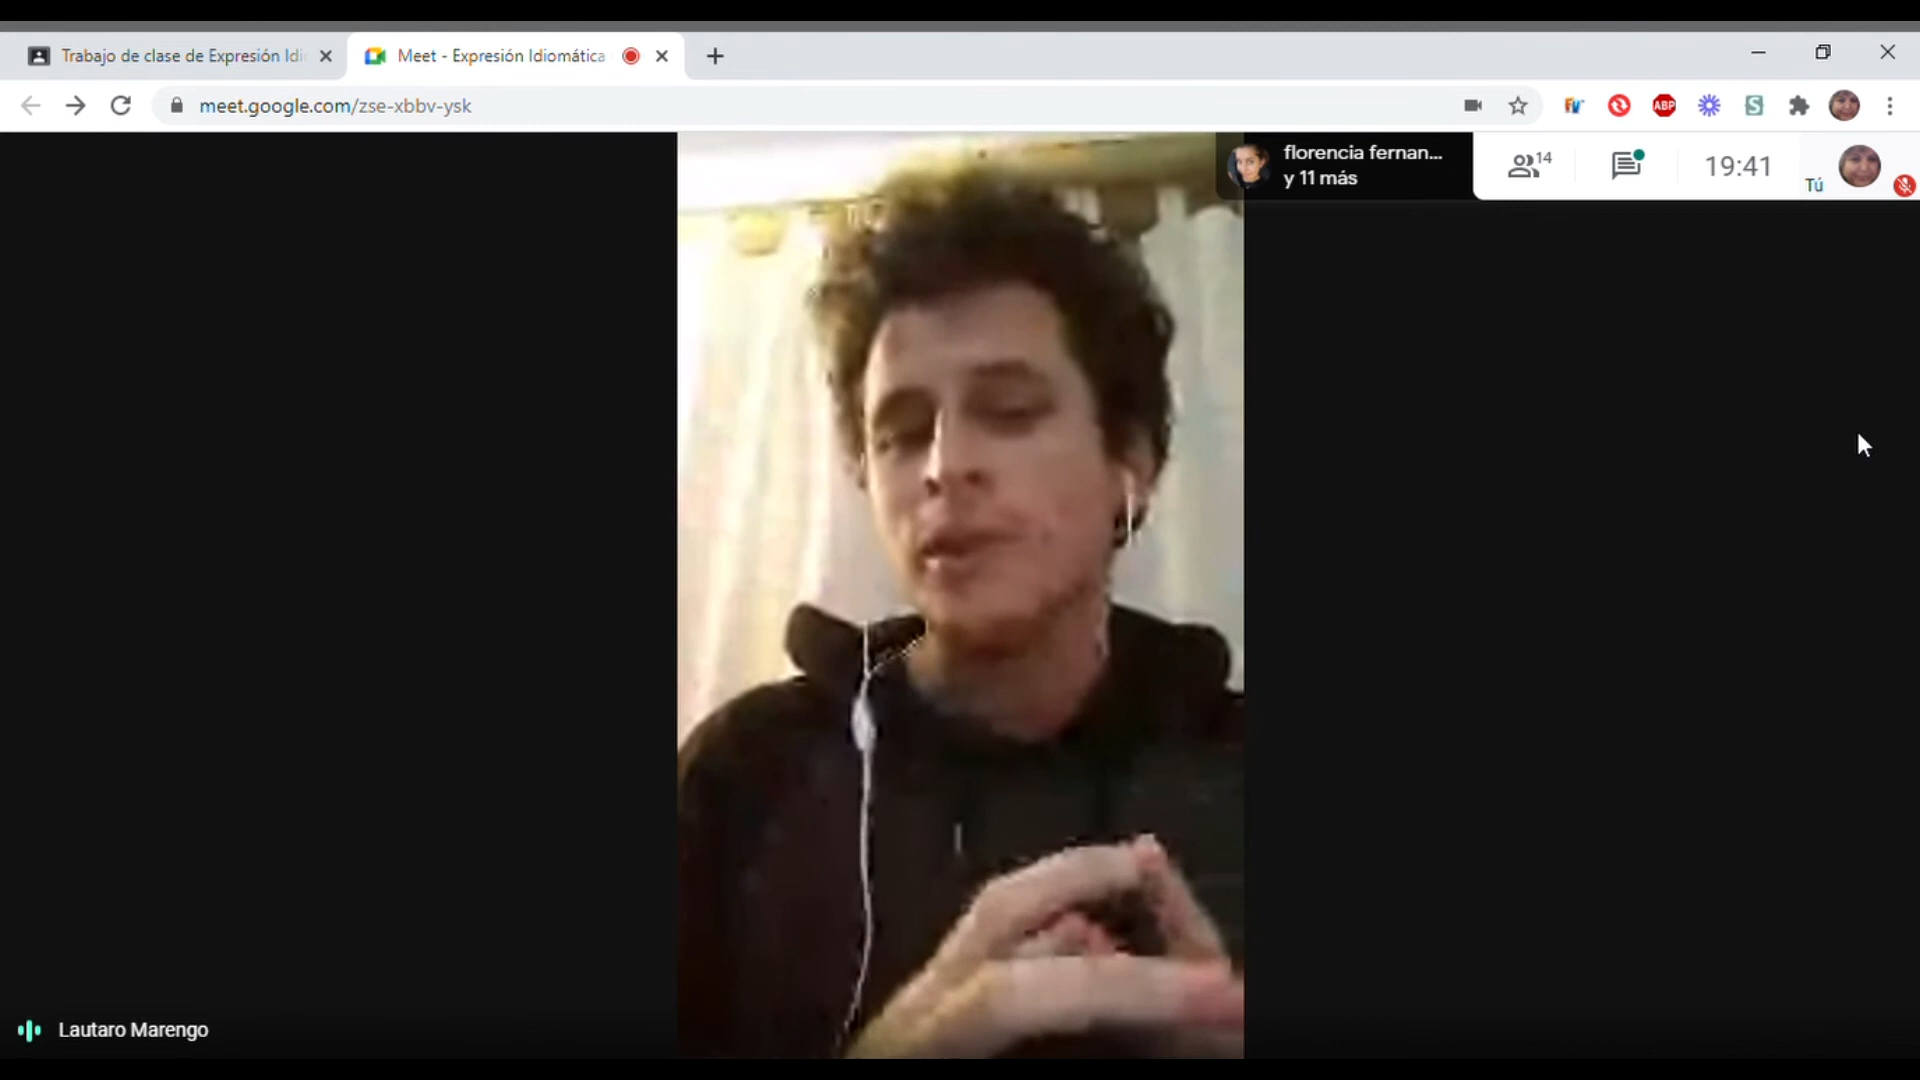 Trabajo de clase de Expresión Idi
Meet - Expresión Idiomática
meet.google.com/zse-xbbv-ysk
ABP
florencia fernan...
y 11 más
14
19:41
Tú
Lautaro Marengo